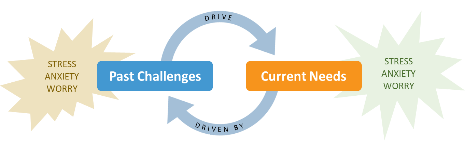 DRIVE
STRESS
ANXIETY
WORRY
Past Challenges
Current Needs
STRESS
ANXIETY
WORRY
DRIVEN BY